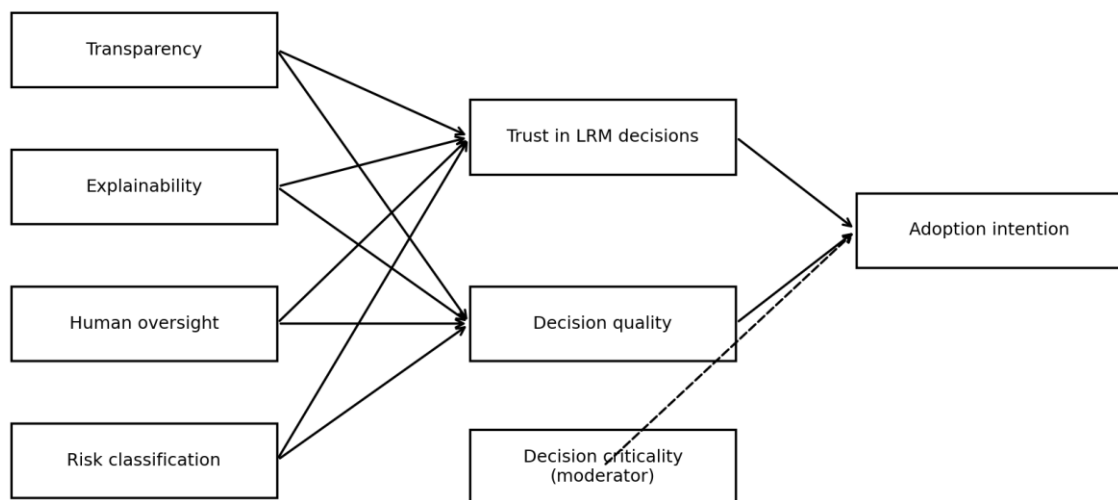 Transparency
Explainability
Human oversight
Risk classification
Trust in LRM decisions
Decision quality
Decision criticality
(moderator)
Adoption intention